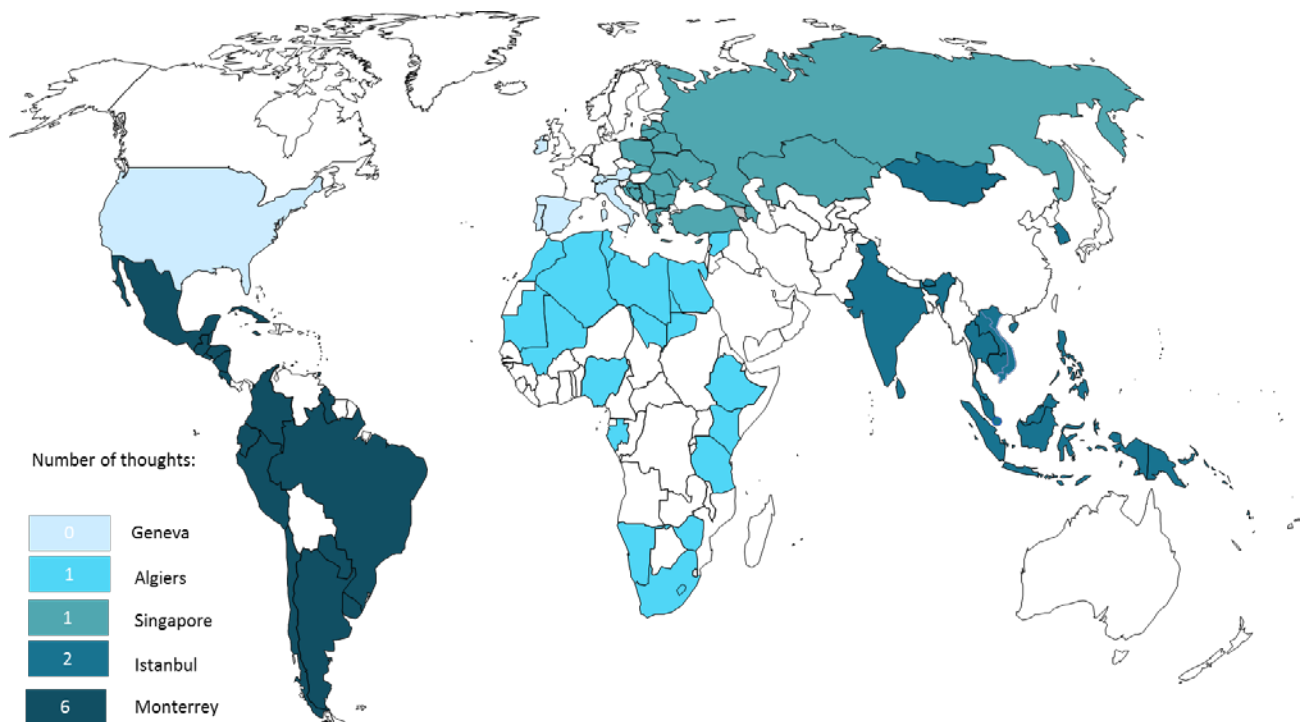 Number of thoughts:
0 Geneva
1 Algiers
1 Singapore
2 Istanbul
6 Monterrey